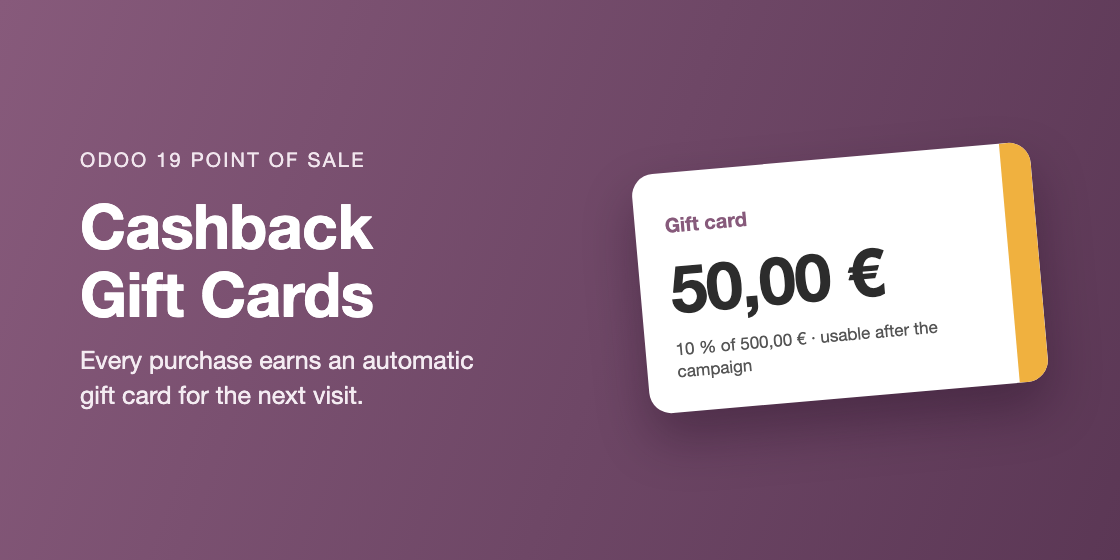 ODOO 19 POINT OF SALE
Cashback
Gift Cards
Every purchase earns an automatic
gift card for the next visit.
Gift card
50,00 €
10 % of 500,00 € · usable after the
campaign